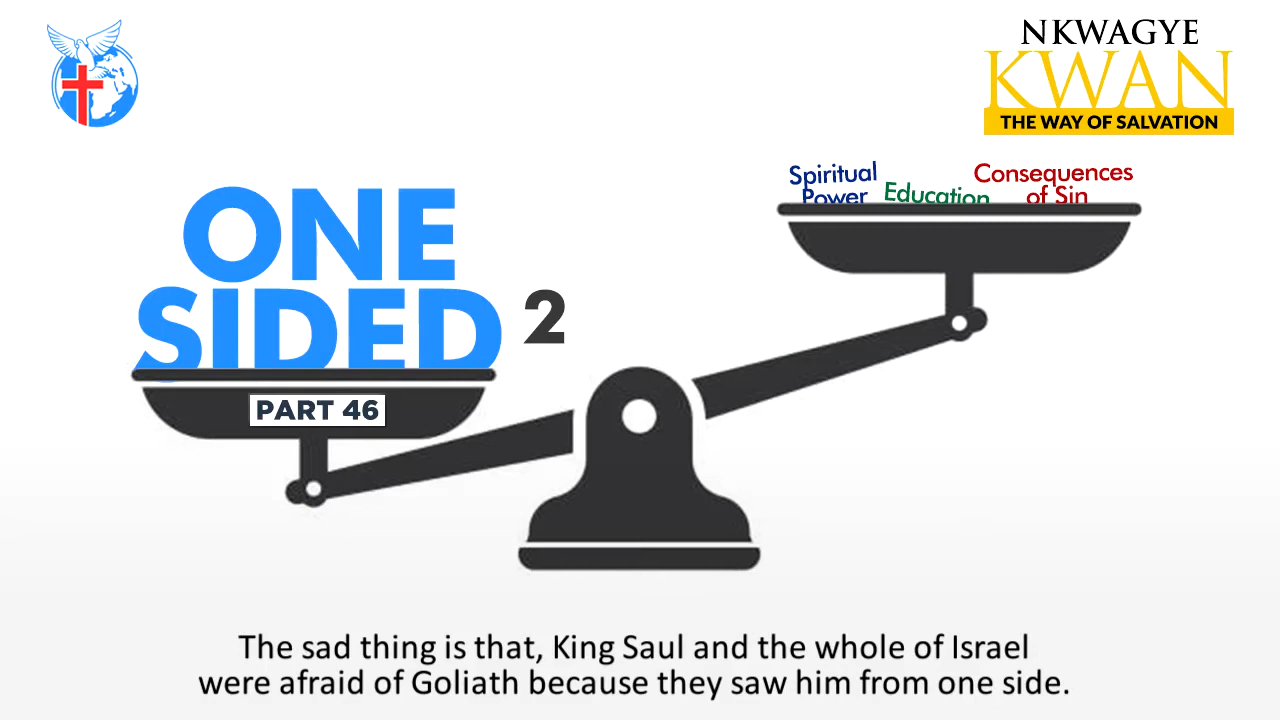 NKWAGYE
KWAN
THE WAY OF SALVATION
Spiritual
Power
Education
Consequences
of Sin
ONE
SIDED 2
PART 46
The sad thing is that, King Saul and the whole of Israel
were afraid of Goliath because they saw him from one side.